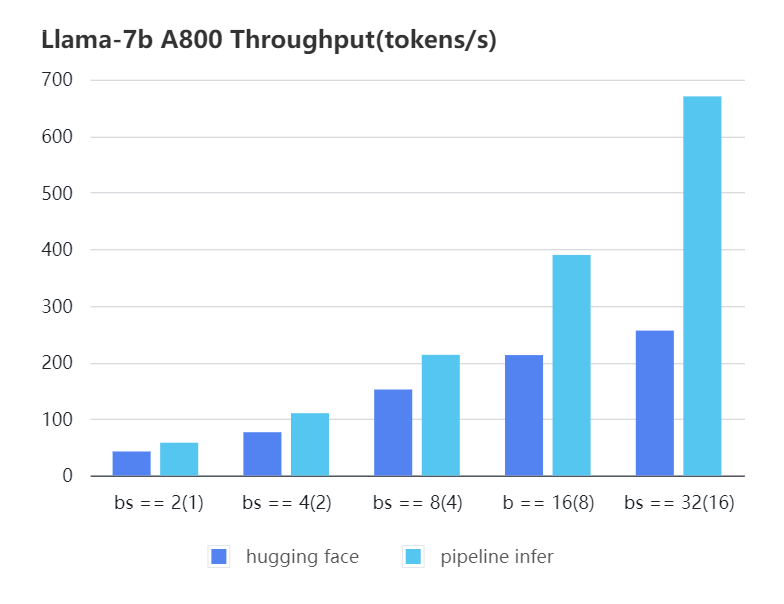 Llama-7b A800 Throughput(tokens/s)
700
600
500
400
300
200
100
0
bs == 2(1) bs == 4(2) bs == 8(4) b == 16(8) bs == 32(16)
hugging face pipeline infer